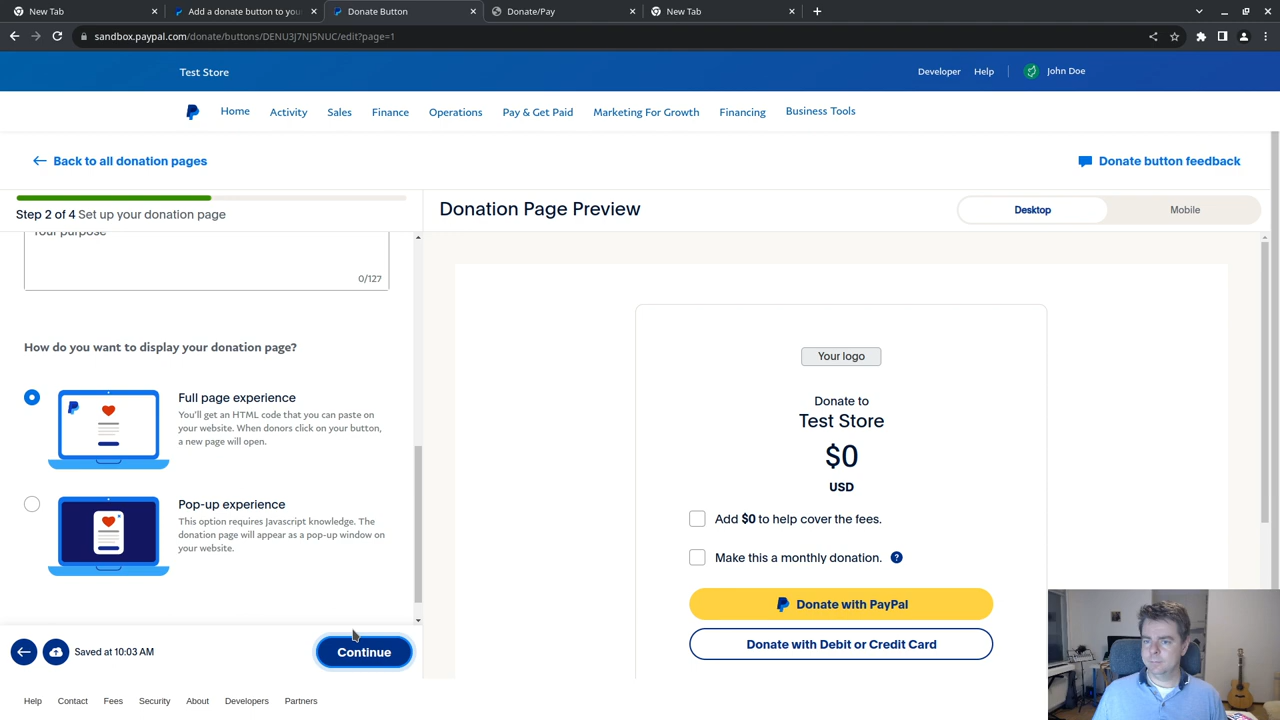 New Tab
Add a donate button to you
Donate Button
Donate/Pay
New Tab
sandbox.paypal.com/donate/buttons/DENU3J7NJ5NUC/edit?page=1
Test Store
Developer
Help
John Doe
Home
Activity
Sales
Finance
Operations
Pay & Get Paid
Marketing For Growth
Financing
Business Tools
Back to all donation pages
Donate button feedback
Step 2 of 4 Set up your donation page
Your purpose
0/127
How do you want to display your donation page?
Full page experience
You'll get an HTML code that you can paste on
your website. When donors click on your button,
a new page will open.
Pop-up experience
This option requires Javascript knowledge. The
donation page will appear as a pop-up window on
your website.
Saved at 10:03 AM
Continue
Donation Page Preview
Desktop
Mobile
Your logo
Donate to
Test Store
$0
USD
Add $0 to help cover the fees.
Make this a monthly donation. ?
Donate with PayPal
Donate with Debit or Credit Card
Help
Contact
Fees
Security
About
Developers
Partners